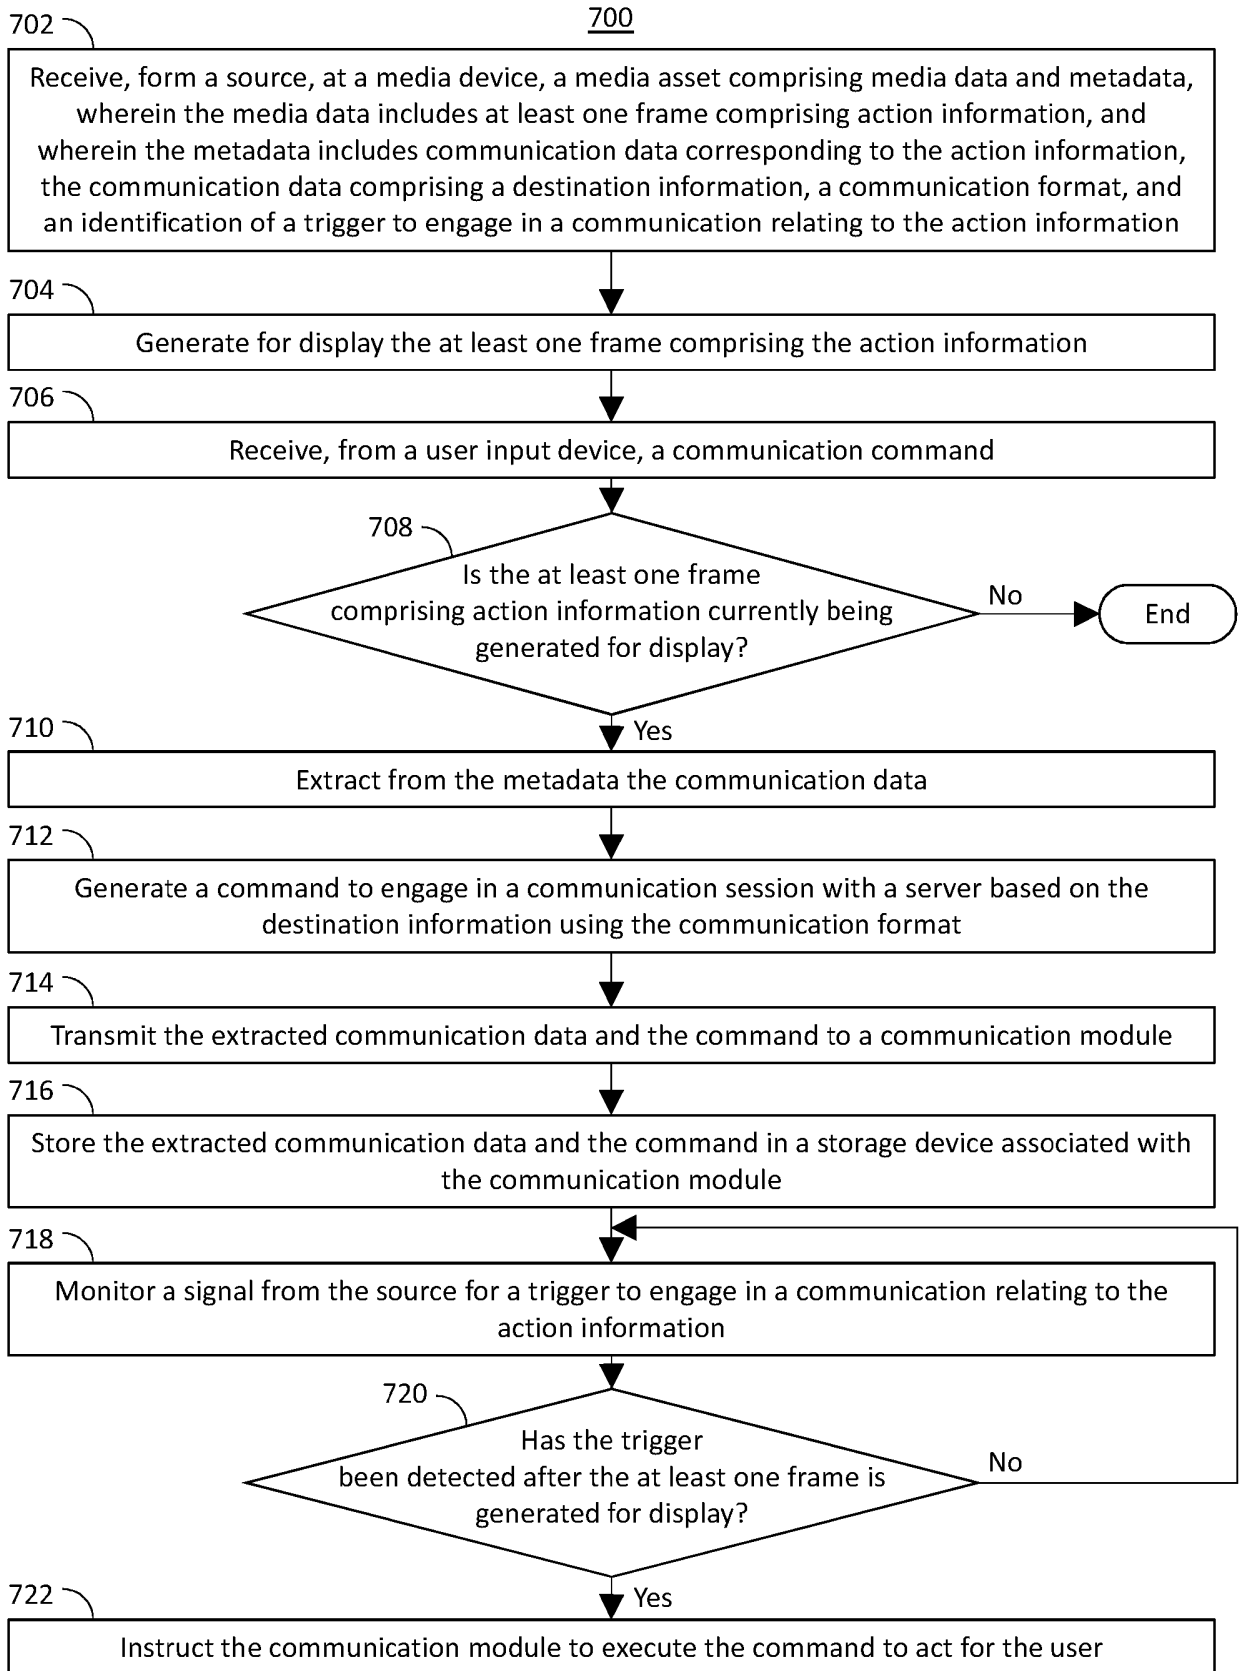 700
702
Receive, form a source, at a media device, a media asset comprising media data and metadata,
wherein the media data includes at least one frame comprising action information, and
wherein the metadata includes communication data corresponding to the action information,
the communication data comprising a destination information, a communication format, and
an identification of a trigger to engage in a communication relating to the action information
704
Generate for display the at least one frame comprising the action information
706
Receive, from a user input device, a communication command
708
Is the at least one frame
comprising action information currently being
generated for display?
No
End
Yes
710
Extract from the metadata the communication data
712
Generate a command to engage in a communication session with a server based on the
destination information using the communication format
714
Transmit the extracted communication data and the command to a communication module
716
Store the extracted communication data and the command in a storage device associated with
the communication module
718
Monitor a signal from the source for a trigger to engage in a communication relating to the
action information
720
Has the trigger
been detected after the at least one frame is
generated for display?
No
Yes
722
Instruct the communication module to execute the command to act for the user